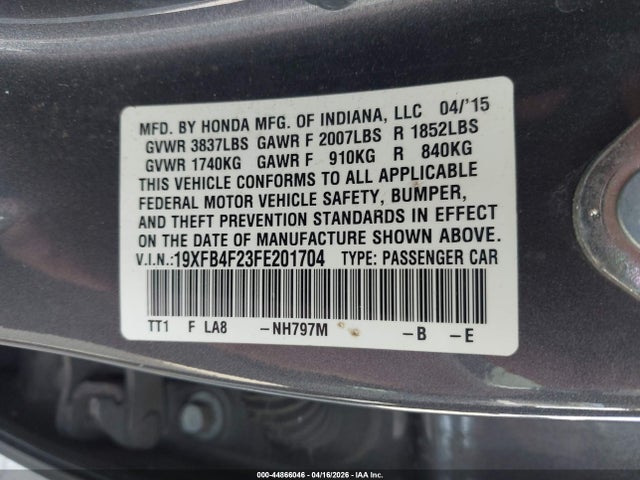 MFD. BY HONDA MFG. OF INDIANA, LLC 04/'15
GVWR 3837LBS GAWR F 2007LBS R 1852LBS
GVWR 1740KG GAWR F 910KG R 840KG
THIS VEHICLE CONFORMS TO ALL APPLICABLE
FEDERAL MOTOR VEHICLE SAFETY, BUMPER,
AND THEFT PREVENTION STANDARDS IN EFFECT
ON THE DATE OF MANUFACTURE SHOWN ABOVE.
V.I.N.:19XFB4F23FE201704 TYPE: PASSENGER CAR
TT1 F LA8 -NH797M -B -E
000-44866046 - 04/16/2026 - IAA Inc.